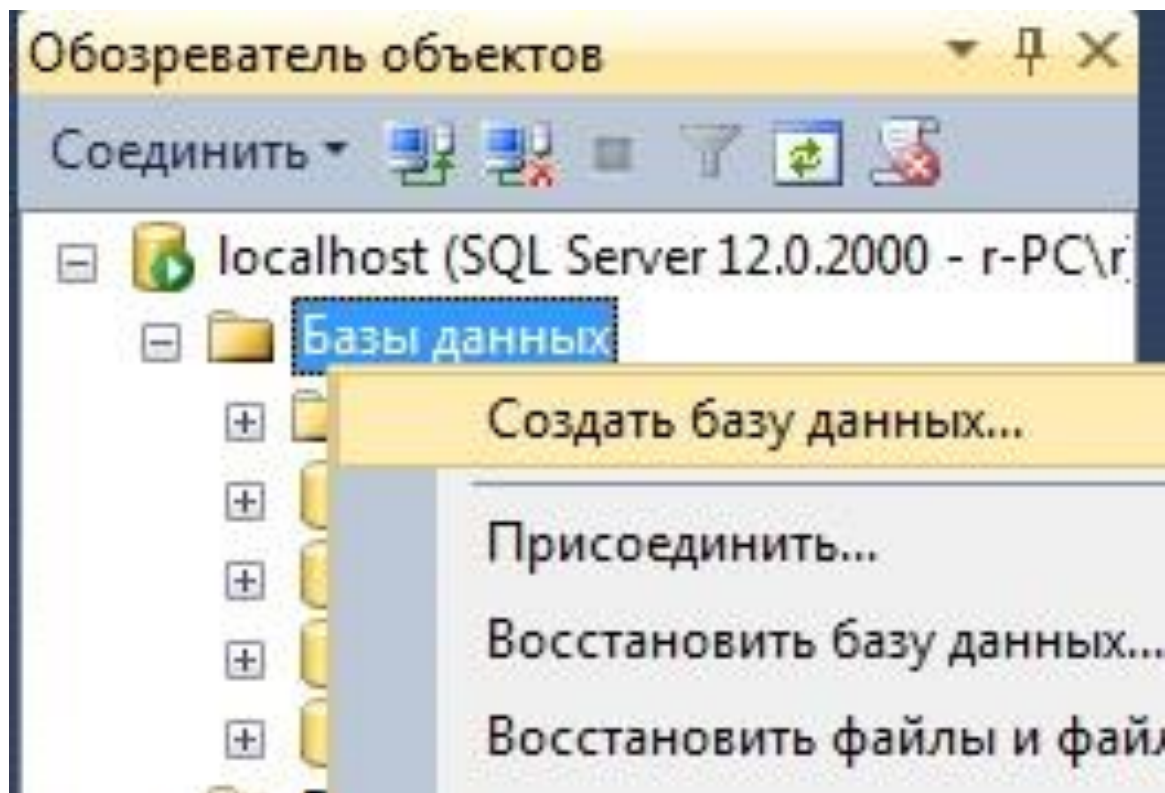 Обозреватель объектов
Соединить
localhost (SQL Server 12.0.2000 - r-PC\r
Базы данных
Создать базу данных...
Присоединить...
Восстановить базу данных...
Восстановить файлы и